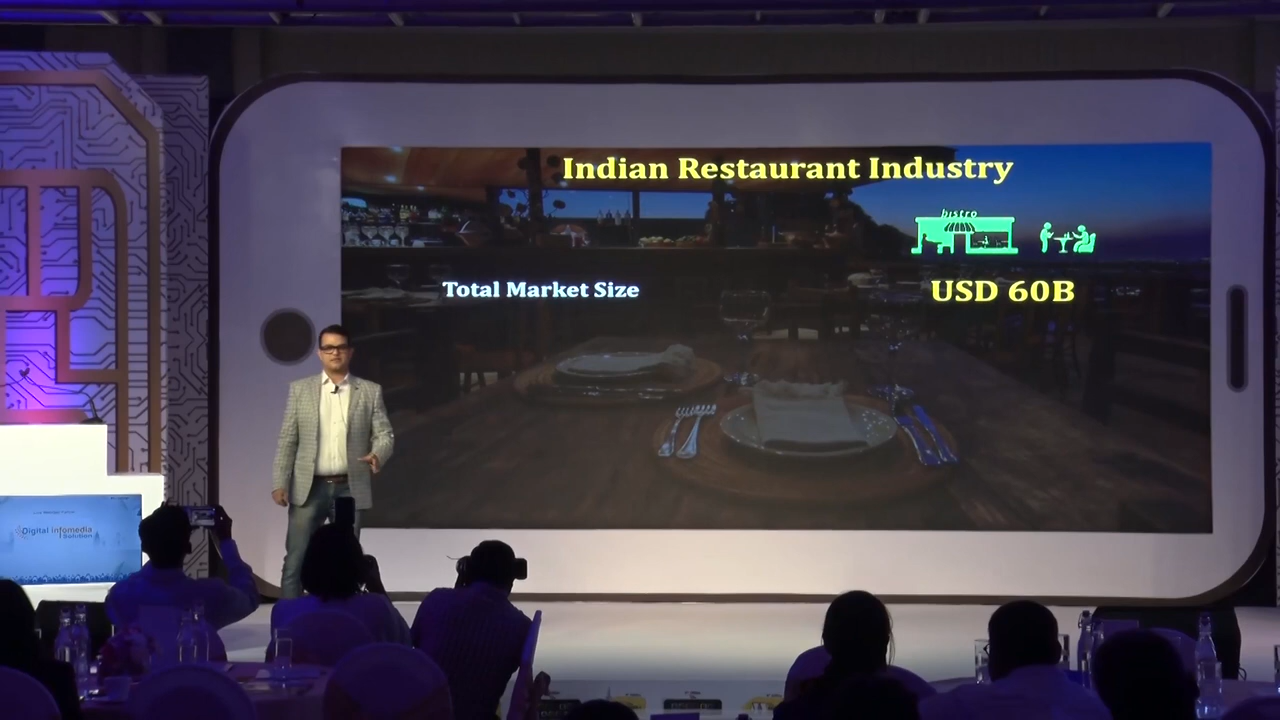 Indian Restaurant Industry
bistro
Total Market Size
USD 60B
Digital infomedia
Solution